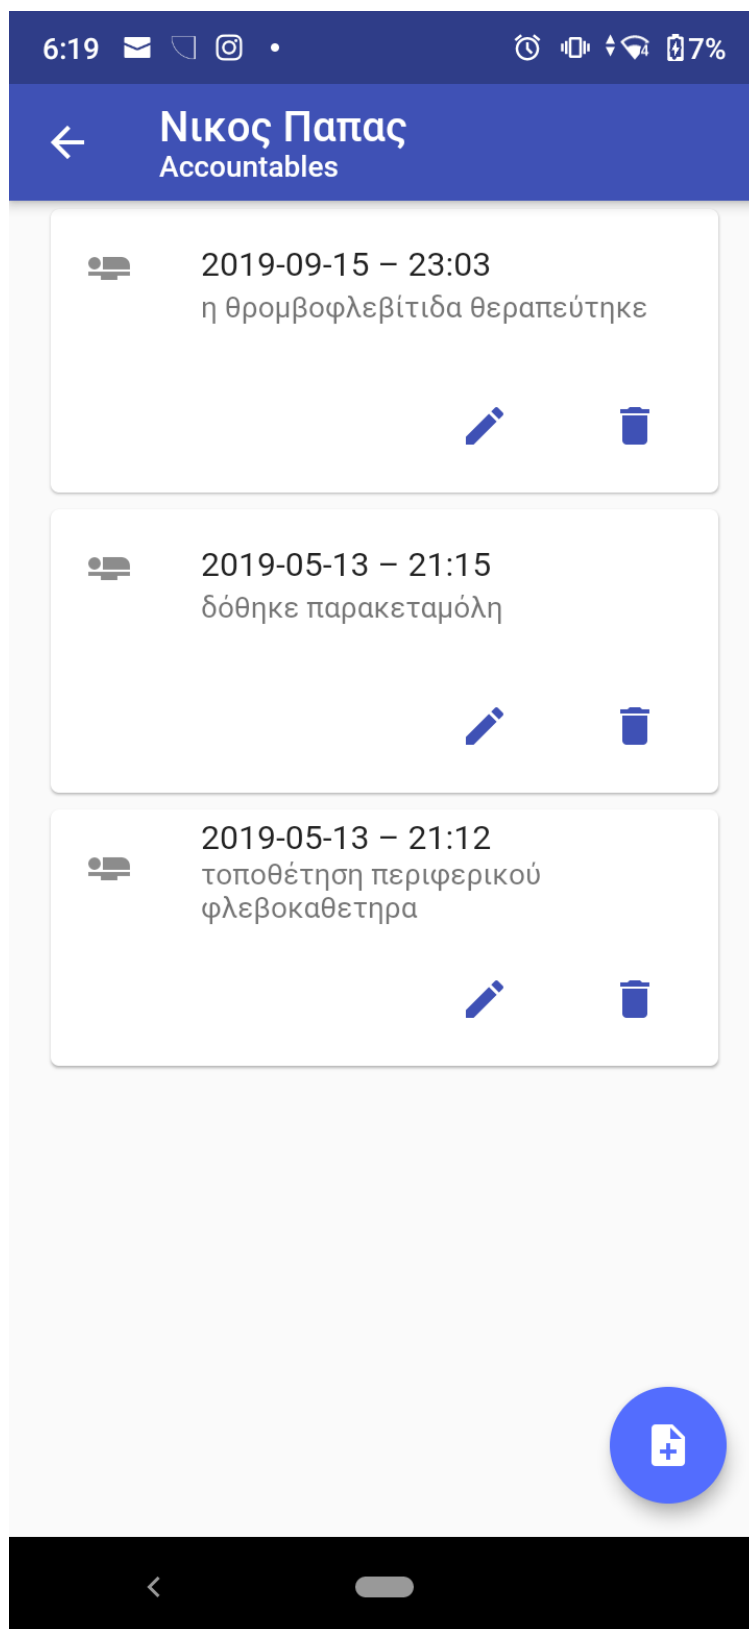 6:19
7%
Νικος Παπας
Accountables
2019-09-15 – 23:03
η θρομβοφλεβίτιδα θεραπεύτηκε
2019-05-13 – 21:15
δόθηκε παρακεταμόλη
2019-05-13 – 21:12
τοποθέτηση περιφερικού
φλεβοκαθετηρα